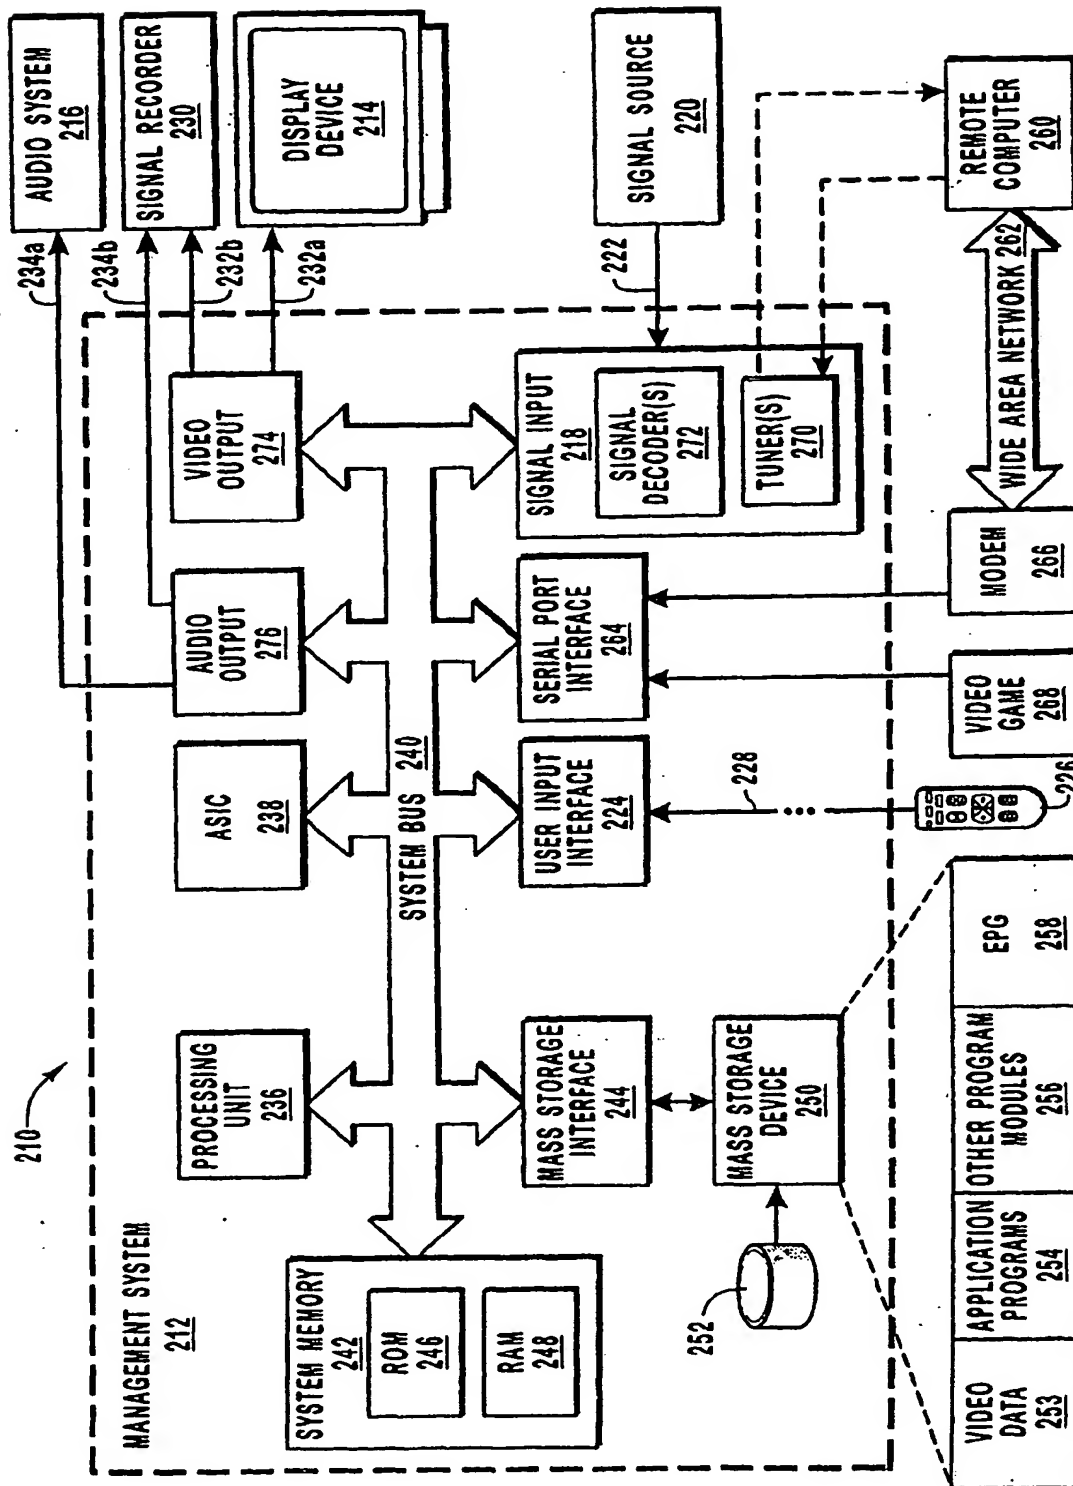 210
MANAGEMENT SYSTEM
212
SYSTEM MEMORY
242
ROM
246
RAM
248
PROCESSING
UNIT
236
ASIC
238
AUDIO
OUTPUT
276
VIDEO
OUTPUT
274
234a
234b
232b
232a
AUDIO SYSTEM
216
SIGNAL RECORDER
230
DISPLAY
DEVICE
214
SYSTEM BUS 240
MASS STORAGE
INTERFACE
244
USER INPUT
INTERFACE
224
SERIAL PORT
INTERFACE
264
SIGNAL INPUT
218
SIGNAL
DECODER(S)
272
TUNER(S)
270
222
SIGNAL SOURCE
220
252
MASS STORAGE
DEVICE
250
228
226
VIDEO
DATA
253
APPLICATION
PROGRAMS
254
OTHER PROGRAM
MODULES
256
EPG
258
VIDEO
GAME
268
MODEM
266
WIDE AREA NETWORK 262
REMOTE
COMPUTER
260